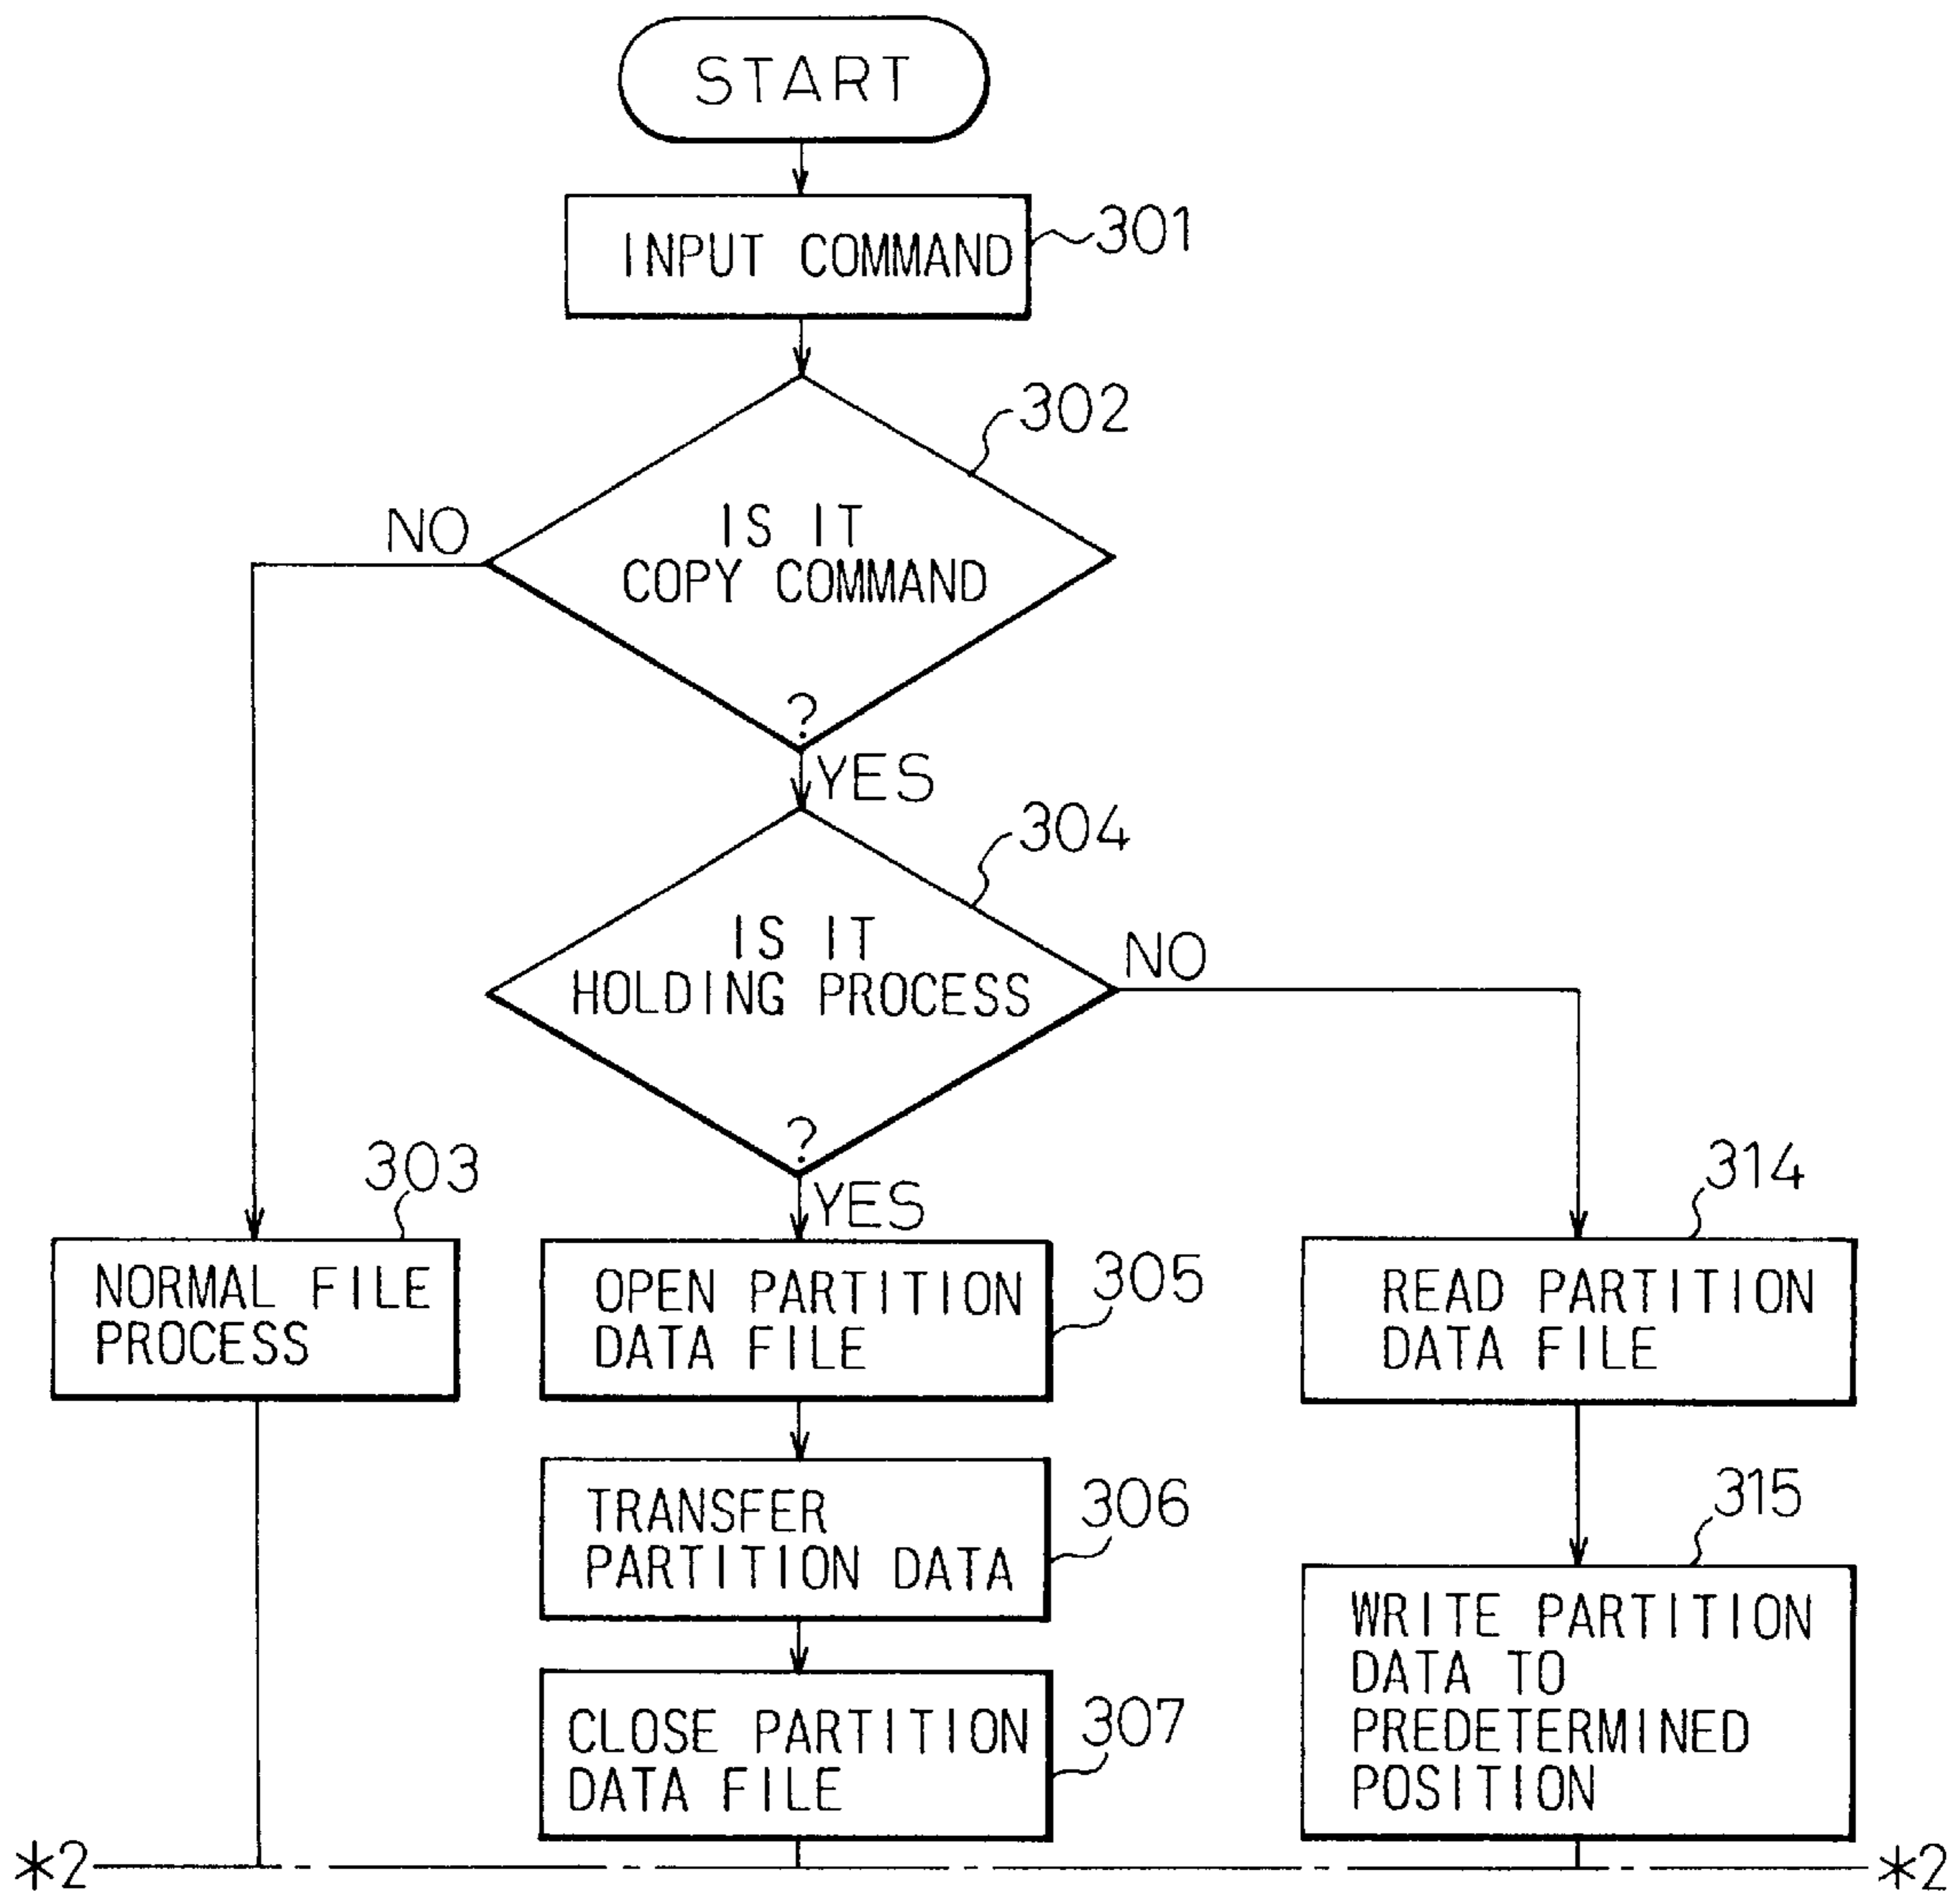 START
INPUT COMMAND
301
302
IS IT
COPY COMMAND
?
NO
YES
304
IS IT
HOLDING PROCESS
?
NO
YES
303
NORMAL FILE
PROCESS
305
OPEN PARTITION
DATA FILE
314
READ PARTITION
DATA FILE
306
TRANSFER
PARTITION DATA
315
WRITE PARTITION
DATA TO
PREDETERMINED
POSITION
307
CLOSE PARTITION
DATA FILE
*2
*2